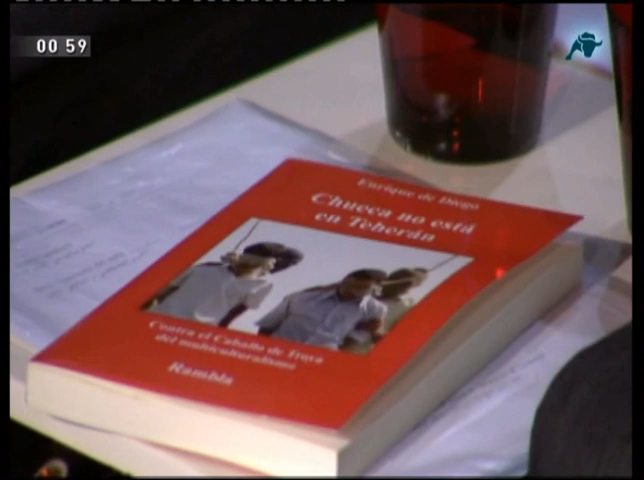 00 59
Enrique de Diego
Chueca no está
en Teherán
Contra el Caballo de Troya
del multiculturalismo
Rambla